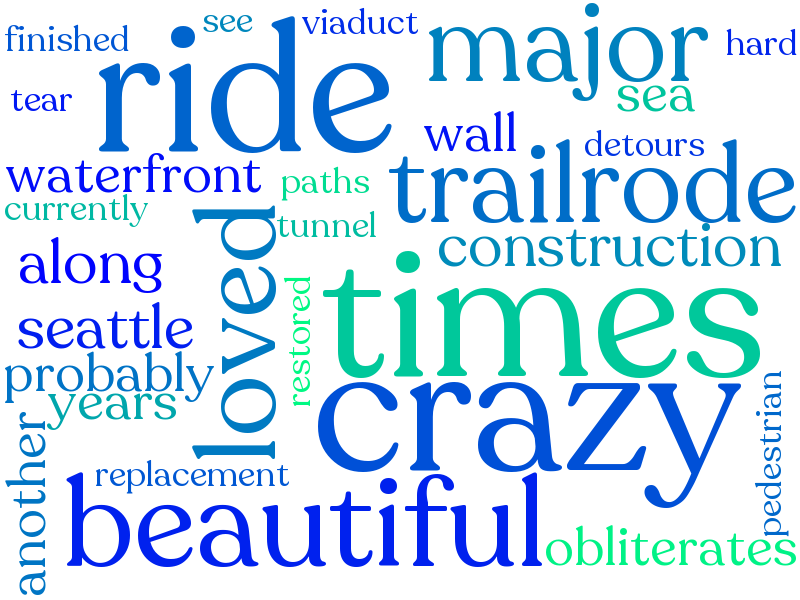 finished
see
viaduct
major
hard
ride
tear
sea
wall
detours
waterfront
paths
trailrode
currently
tunnel
loved
construction
along
times
seattle
restored
probably
crazy
years
another
pedestrian
replacement
beautiful
obliterates